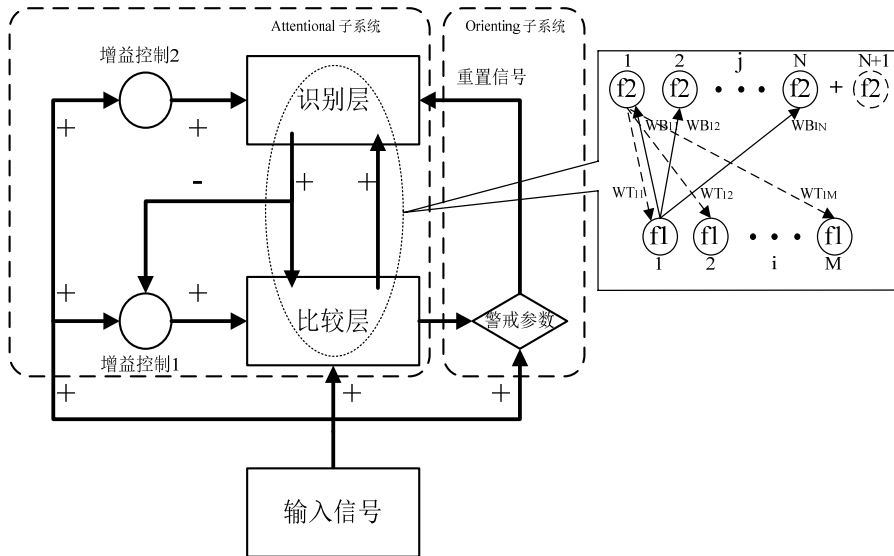 Attentional 子系统
Orienting 子系统
增益控制2
识别层
重置信号
+
+
-
+
+
+
+
比较层
警戒参数
增益控制1
+
+
+
输入信号
1 2 j N N+1
f2 f2 • • • f2 + f2
WB11 WB12 WB1N
WT11 WT12 WT1M
f1 f1 • • • f1
1 2 i M